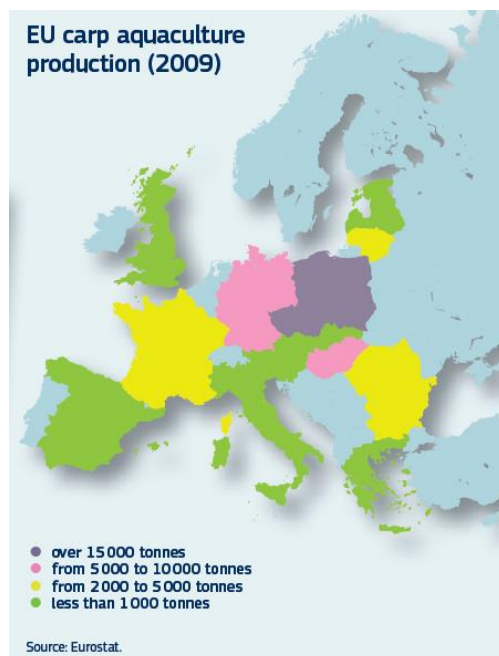 EU carp aquaculture
production (2009)
over 15 000 tonnes
from 5 000 to 10 000 tonnes
from 2 000 to 5 000 tonnes
less than 1 000 tonnes
Source: Eurostat.